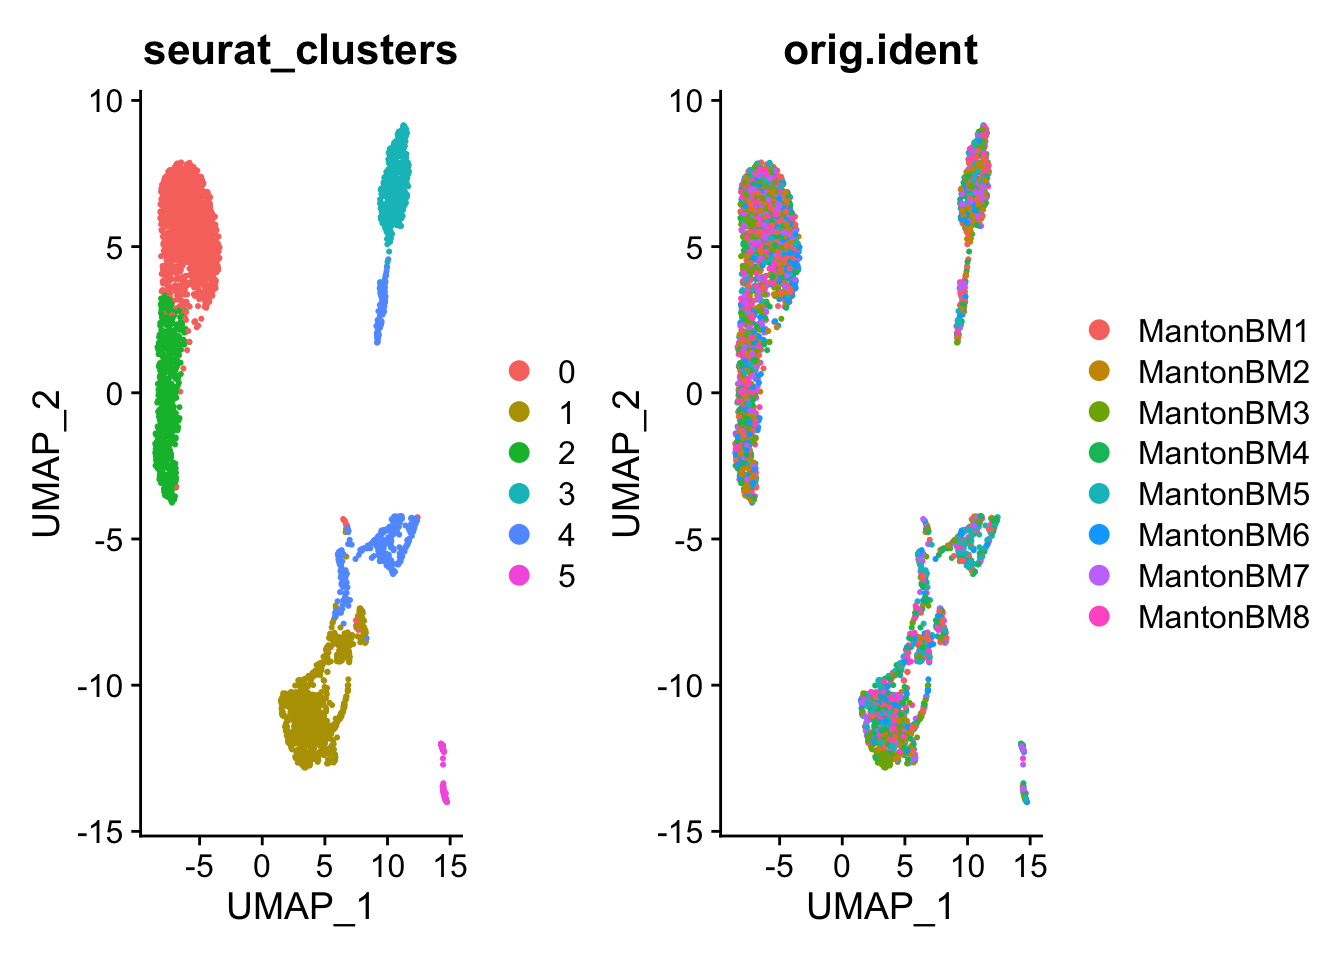 seurat_clusters
10
5
0
-5
-10
-15
UMAP_2
-5 0 5 10 15
UMAP_1
0
1
2
3
4
5
orig.ident
10
5
0
-5
-10
-15
UMAP_2
-5 0 5 10 15
UMAP_1
MantonBM1
MantonBM2
MantonBM3
MantonBM4
MantonBM5
MantonBM6
MantonBM7
MantonBM8